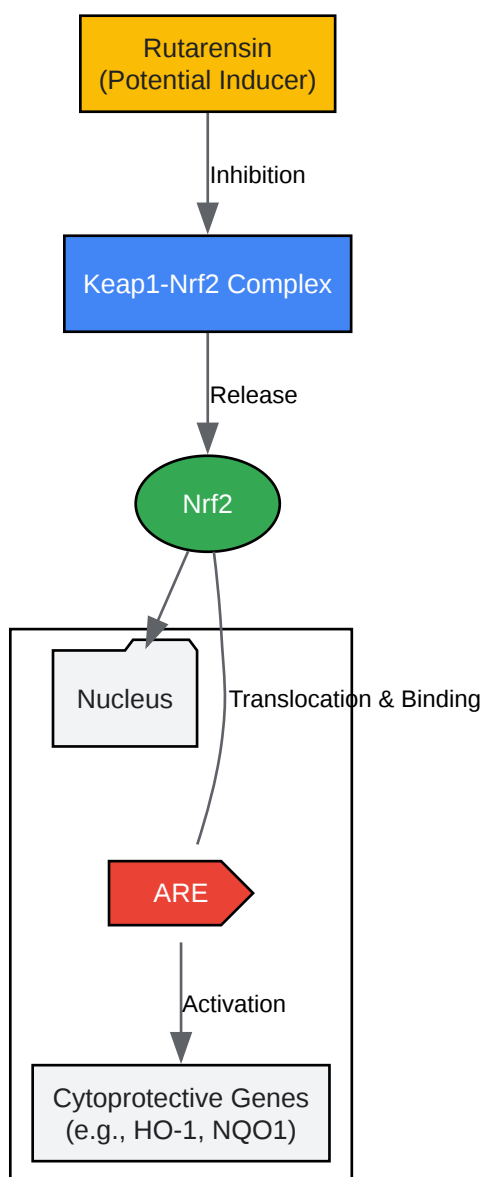 Rutarensin
(Potential Inducer)
Inhibition
Keap1-Nrf2 Complex
Release
Nrf2
Nucleus
Translocation & Binding
ARE
Activation
Cytoprotective Genes
(e.g., HO-1, NQO1)